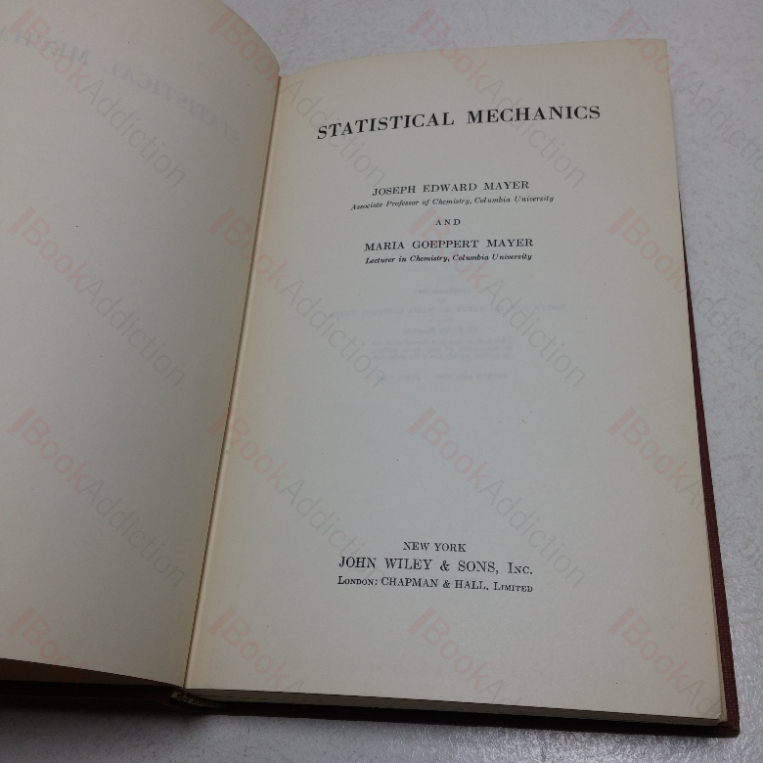 STATISTICAL MECHANICS
JOSEPH EDWARD MAYER
Associate Professor of Chemistry, Columbia University
AND
MARIA GOEPPERT MAYER
Lecturer in Chemistry, Columbia University
NEW YORK
JOHN WILEY & SONS, INC.
LONDON: CHAPMAN & HALL, LIMITED
BookAddiction